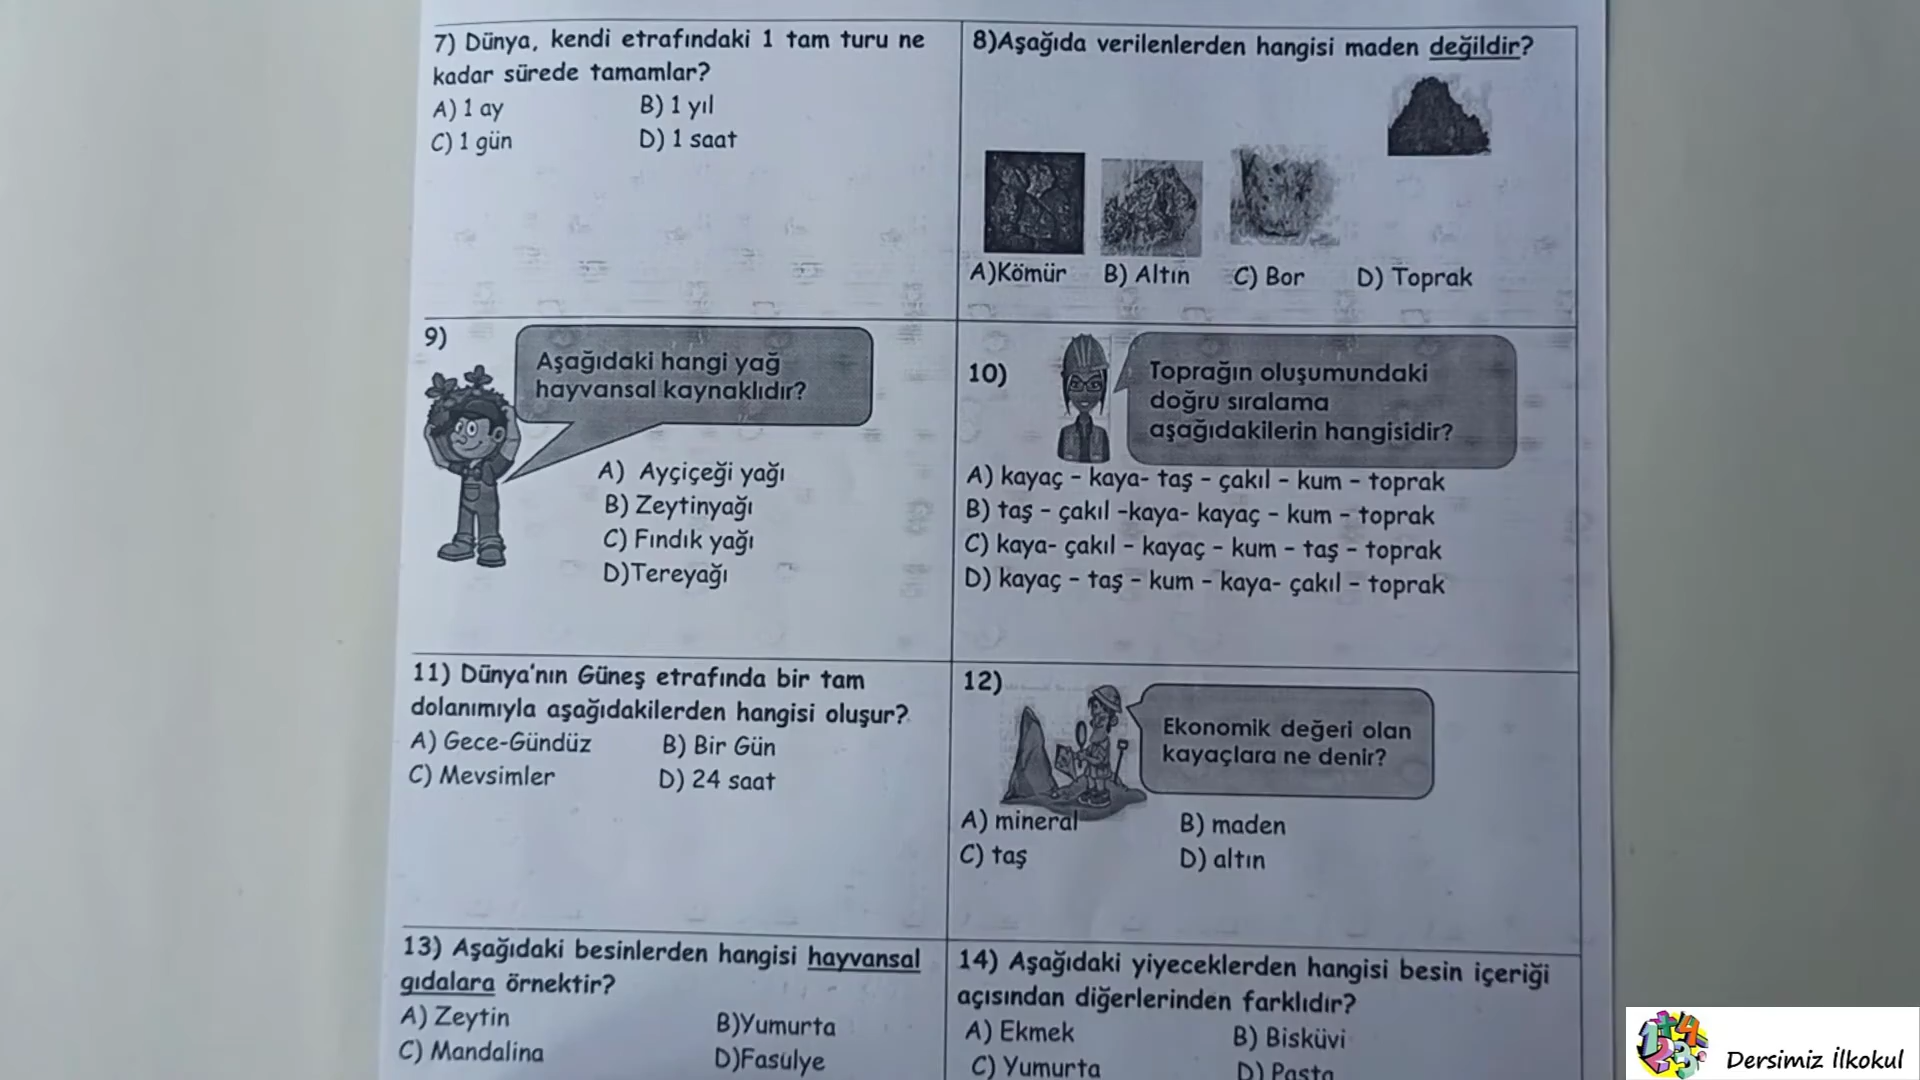 7) Dünya, kendi etrafındaki 1 tam turu ne
kadar sürede tamamlar?
A) 1 ay B) 1 yıl
C) 1 gün D) 1 saat
8)Aşağıda verilenlerden hangisi maden değildir?
A)Kömür B) Altın C) Bor D) Toprak
9)
Aşağıdaki hangi yağ
hayvansal kaynaklıdır?
A) Ayçiçeği yağı
B) Zeytinyağı
C) Fındık yağı
D)Tereyağı
10)
Toprağın oluşumundaki
doğru sıralama
aşağıdakilerin hangisidir?
A) kayaç – kaya- taş – çakıl – kum – toprak
B) taş – çakıl –kaya- kayaç – kum – toprak
C) kaya- çakıl – kayaç – kum – taş – toprak
D) kayaç – taş – kum – kaya- çakıl – toprak
11) Dünya'nın Güneş etrafında bir tam
dolanımıyla aşağıdakilerden hangisi oluşur?
A) Gece-Gündüz B) Bir Gün
C) Mevsimler D) 24 saat
12)
Ekonomik değeri olan
kayaçlara ne denir?
A) mineral B) maden
C) taş D) altın
13) Aşağıdaki besinlerden hangisi hayvansal
gıdalara örnektir?
A) Zeytin B)Yumurta
C) Mandalina D)Fasulye
14) Aşağıdaki yiyeceklerden hangisi besin içeriği
açısından diğerlerinden farklıdır?
A) Ekmek B) Bisküvi
C) Yumurta D) Pasta
Dersimiz İlkokul